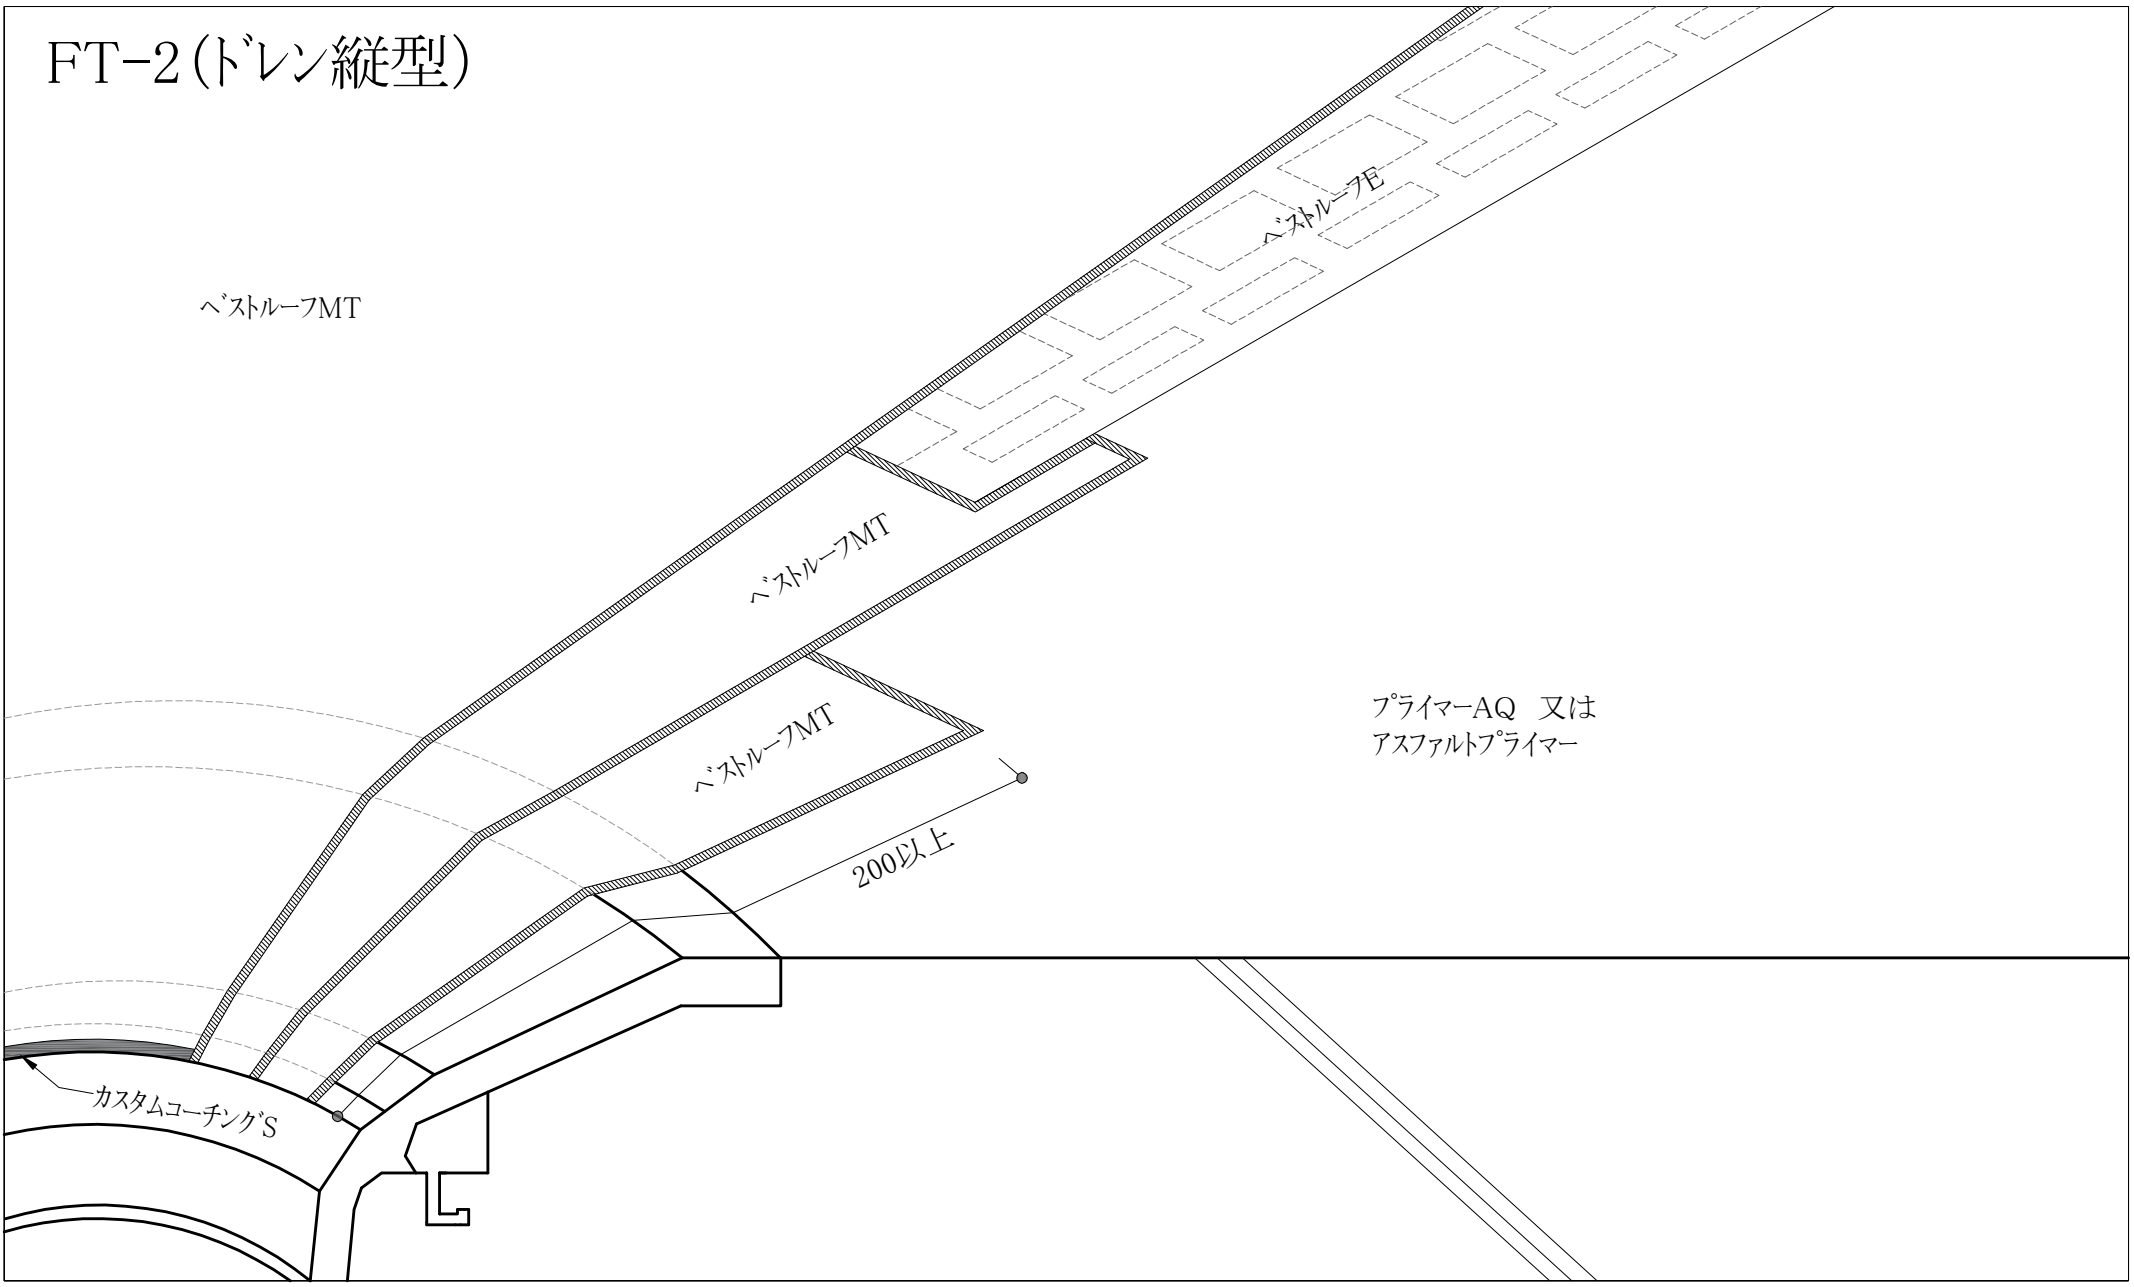 FT-2(ドレン縦型)
ベストルーフE
ベストルーフMT
ベストルーフMT
ベストルーフMT
プライマーAQ　又は
アスファルトプライマー
200以上
カスタムコーチングS